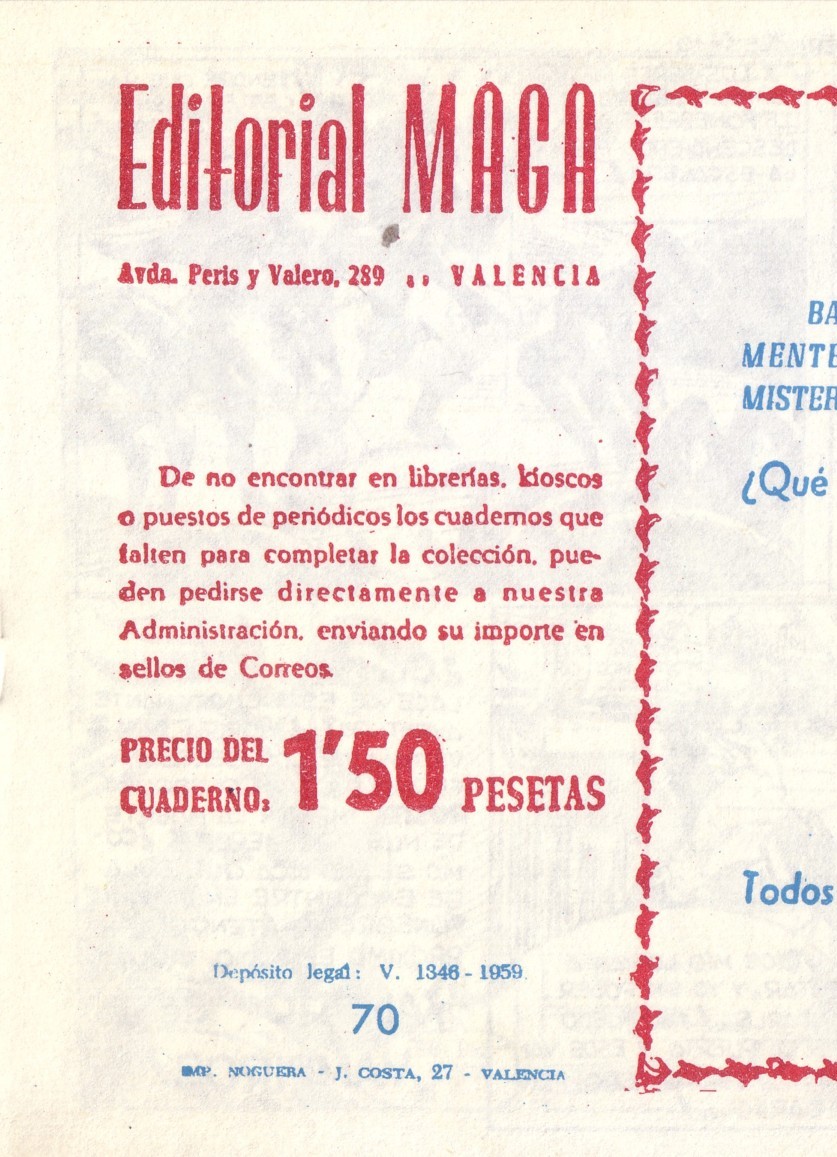 Editorial MAGA
Avda. Peris y Valero, 289 .. VALENCIA
De no encontrar en librerías, kioscos
o puestos de periódicos los cuadernos que
falten para completar la colección, pue-
den pedirse directamente a nuestra
Administración, enviando su importe en
sellos de Correos.
PRECIO DEL
CUADERNO: 1'50 PESETAS
Depósito legal: V. 1346 - 1959
70
IMP. NOGUERA - J. COSTA, 27 - VALENCIA
BA
MENTE
MISTER
¿Qué
Todos